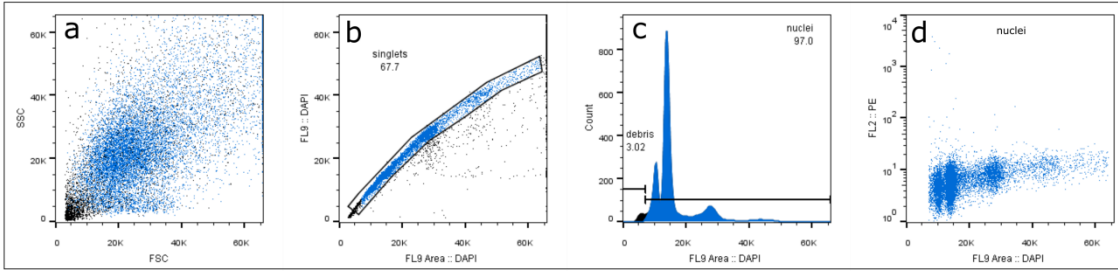 a
60K
40K
20K
0
SSC
0
20K
40K
60K
FSC
b
singlets
67.7
60K
40K
20K
0
FL9 :: DAPI
0
20K
40K
60K
FL9 Area :: DAPI
c
nuclei
97.0
debris
3.02
800
600
400
200
0
Count
0
20K
40K
60K
FL9 Area :: DAPI
d
nuclei
10^4
10^3
10^2
10^1
10^0
FL2 :: PE
0
20K
40K
60K
FL9 Area :: DAPI